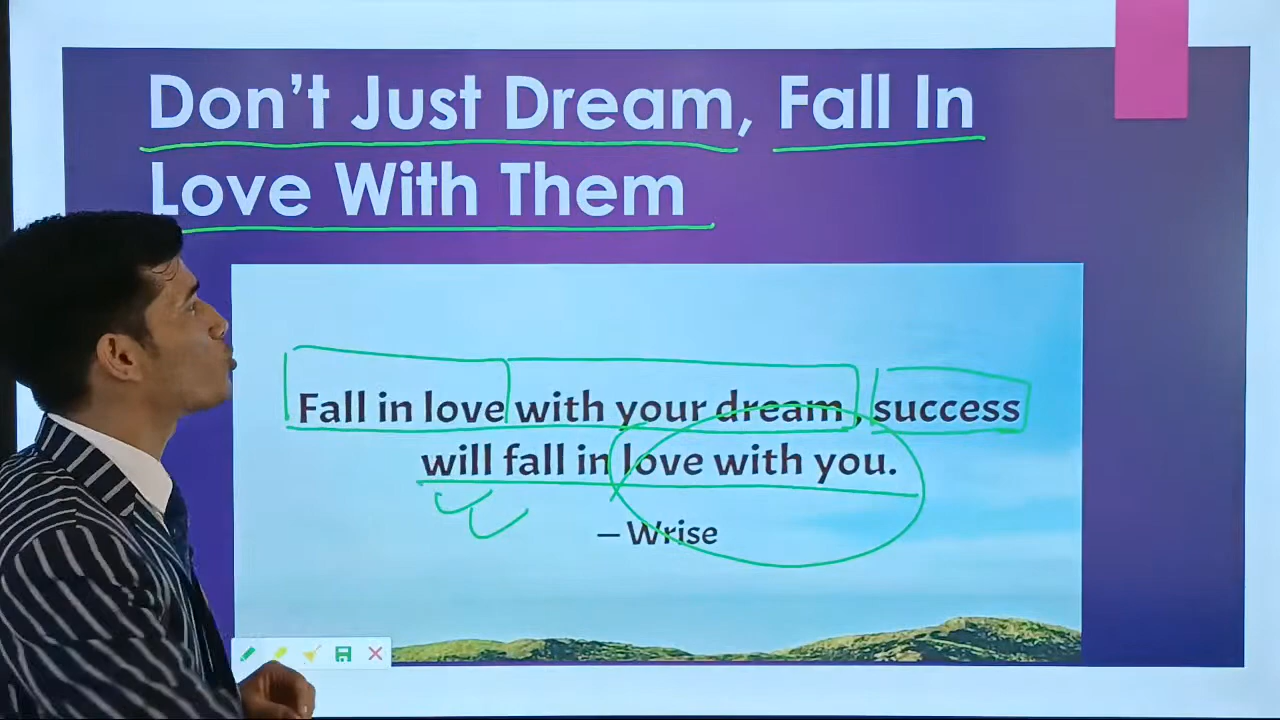 Don't Just Dream, Fall In
Love With Them
Fall in love with your dream, success
will fall in love with you.
– Wrise